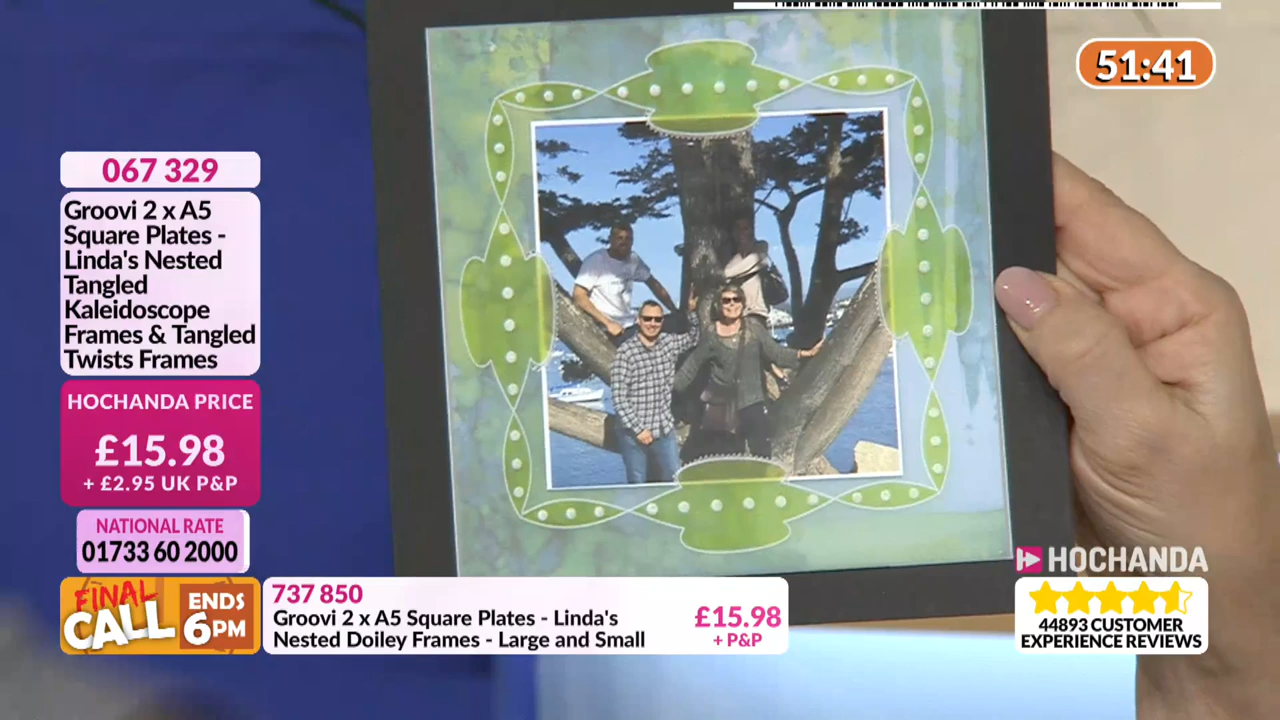 51:41
067 329
Groovi 2 x A5
Square Plates -
Linda's Nested
Tangled
Kaleidoscope
Frames & Tangled
Twists Frames
HOCHANDA PRICE
£15.98
+ £2.95 UK P&P
NATIONAL RATE
01733 60 2000
FINAL
CALL
ENDS
6PM
737 850
Groovi 2 x A5 Square Plates - Linda's
Nested Doiley Frames - Large and Small
£15.98
+ P&P
HOCHANDA
44893 CUSTOMER
EXPERIENCE REVIEWS